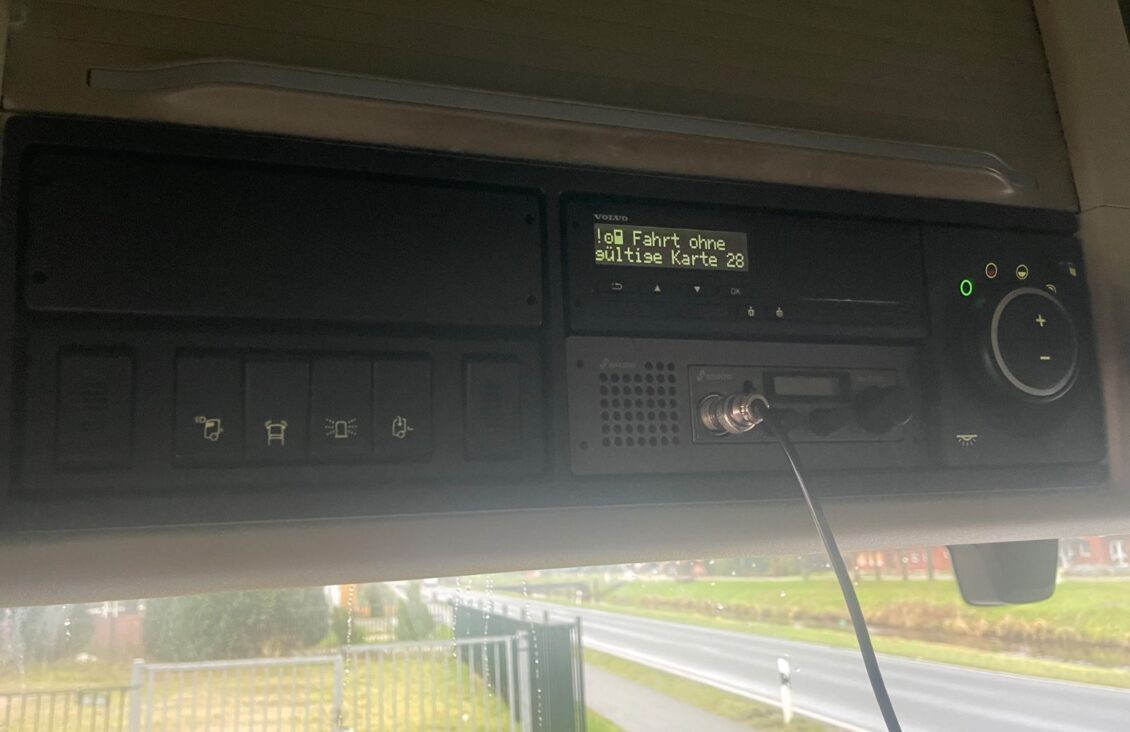 VOLVO
! Fahrt ohne
gültige Karte 28
OK
+
-